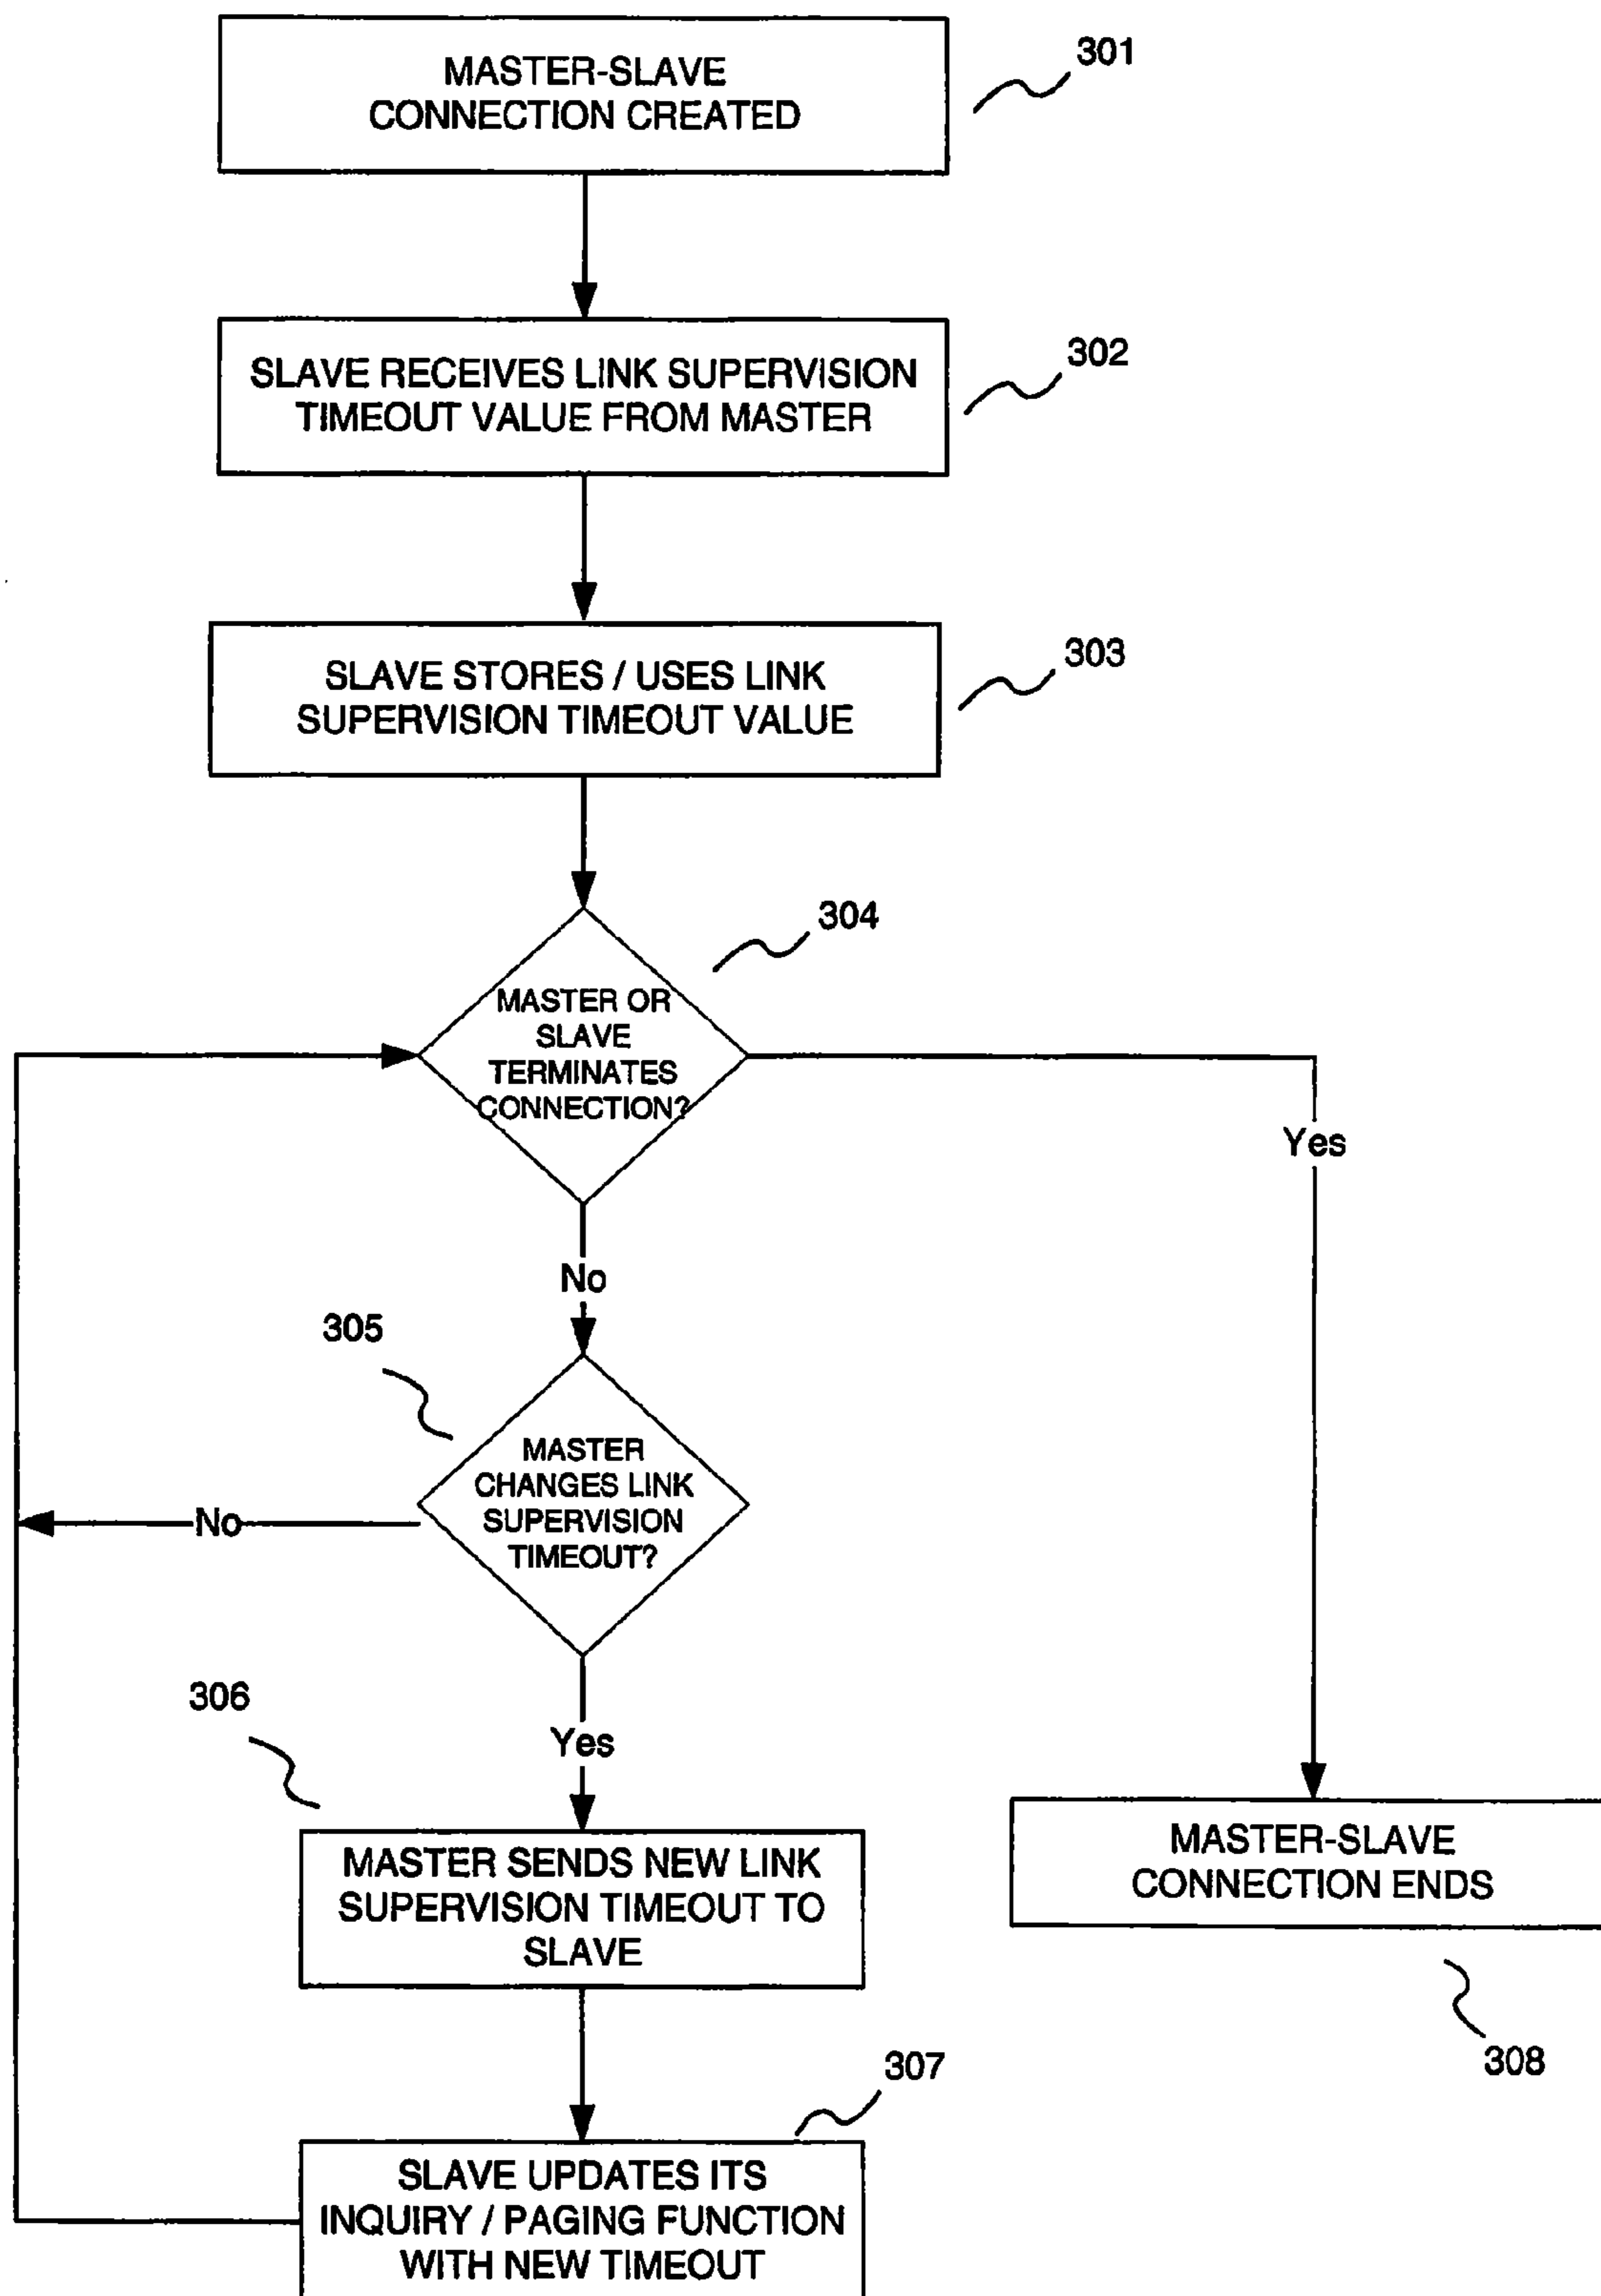 MASTER-SLAVE
CONNECTION CREATED
301
SLAVE RECEIVES LINK SUPERVISION
TIMEOUT VALUE FROM MASTER
302
SLAVE STORES / USES LINK
SUPERVISION TIMEOUT VALUE
303
304
MASTER OR
SLAVE
TERMINATES
CONNECTION?
Yes
No
305
MASTER
CHANGES LINK
SUPERVISION
TIMEOUT?
No
Yes
306
MASTER SENDS NEW LINK
SUPERVISION TIMEOUT TO
SLAVE
MASTER-SLAVE
CONNECTION ENDS
308
307
SLAVE UPDATES ITS
INQUIRY / PAGING FUNCTION
WITH NEW TIMEOUT